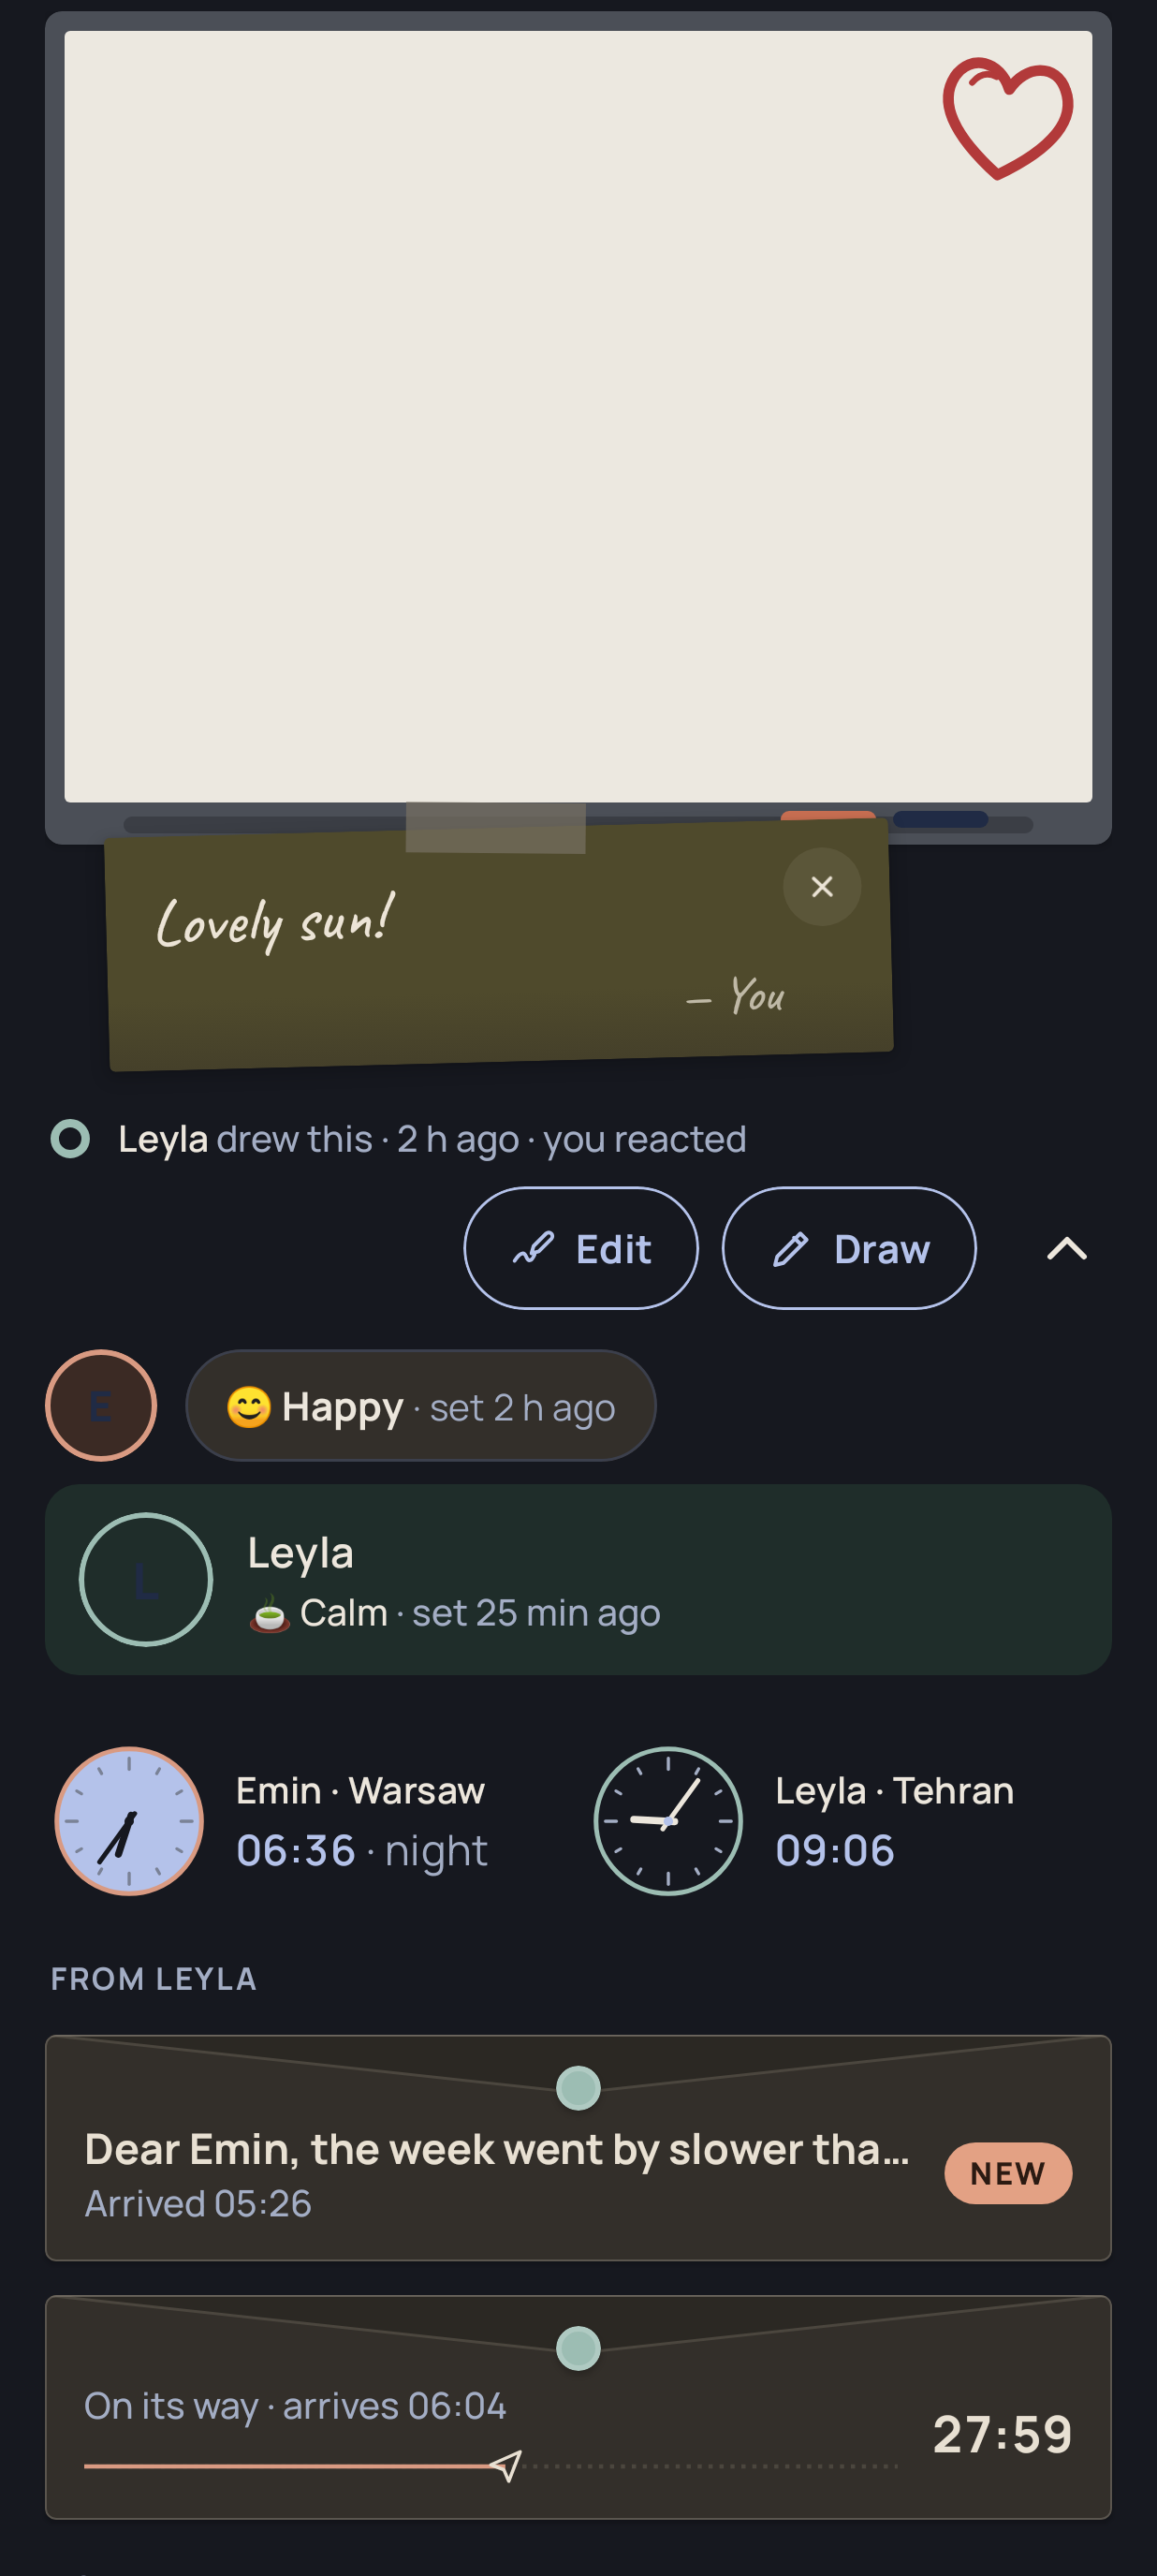 Lovely sun!
– You
Leyla drew this · 2 h ago · you reacted
Edit
Draw
E
😊 Happy · set 2 h ago
L
Leyla
🍵 Calm · set 25 min ago
Emin · Warsaw
06:36 · night
Leyla · Tehran
09:06
FROM LEYLA
Dear Emin, the week went by slower tha...
Arrived 05:26
NEW
On its way · arrives 06:04
27:59